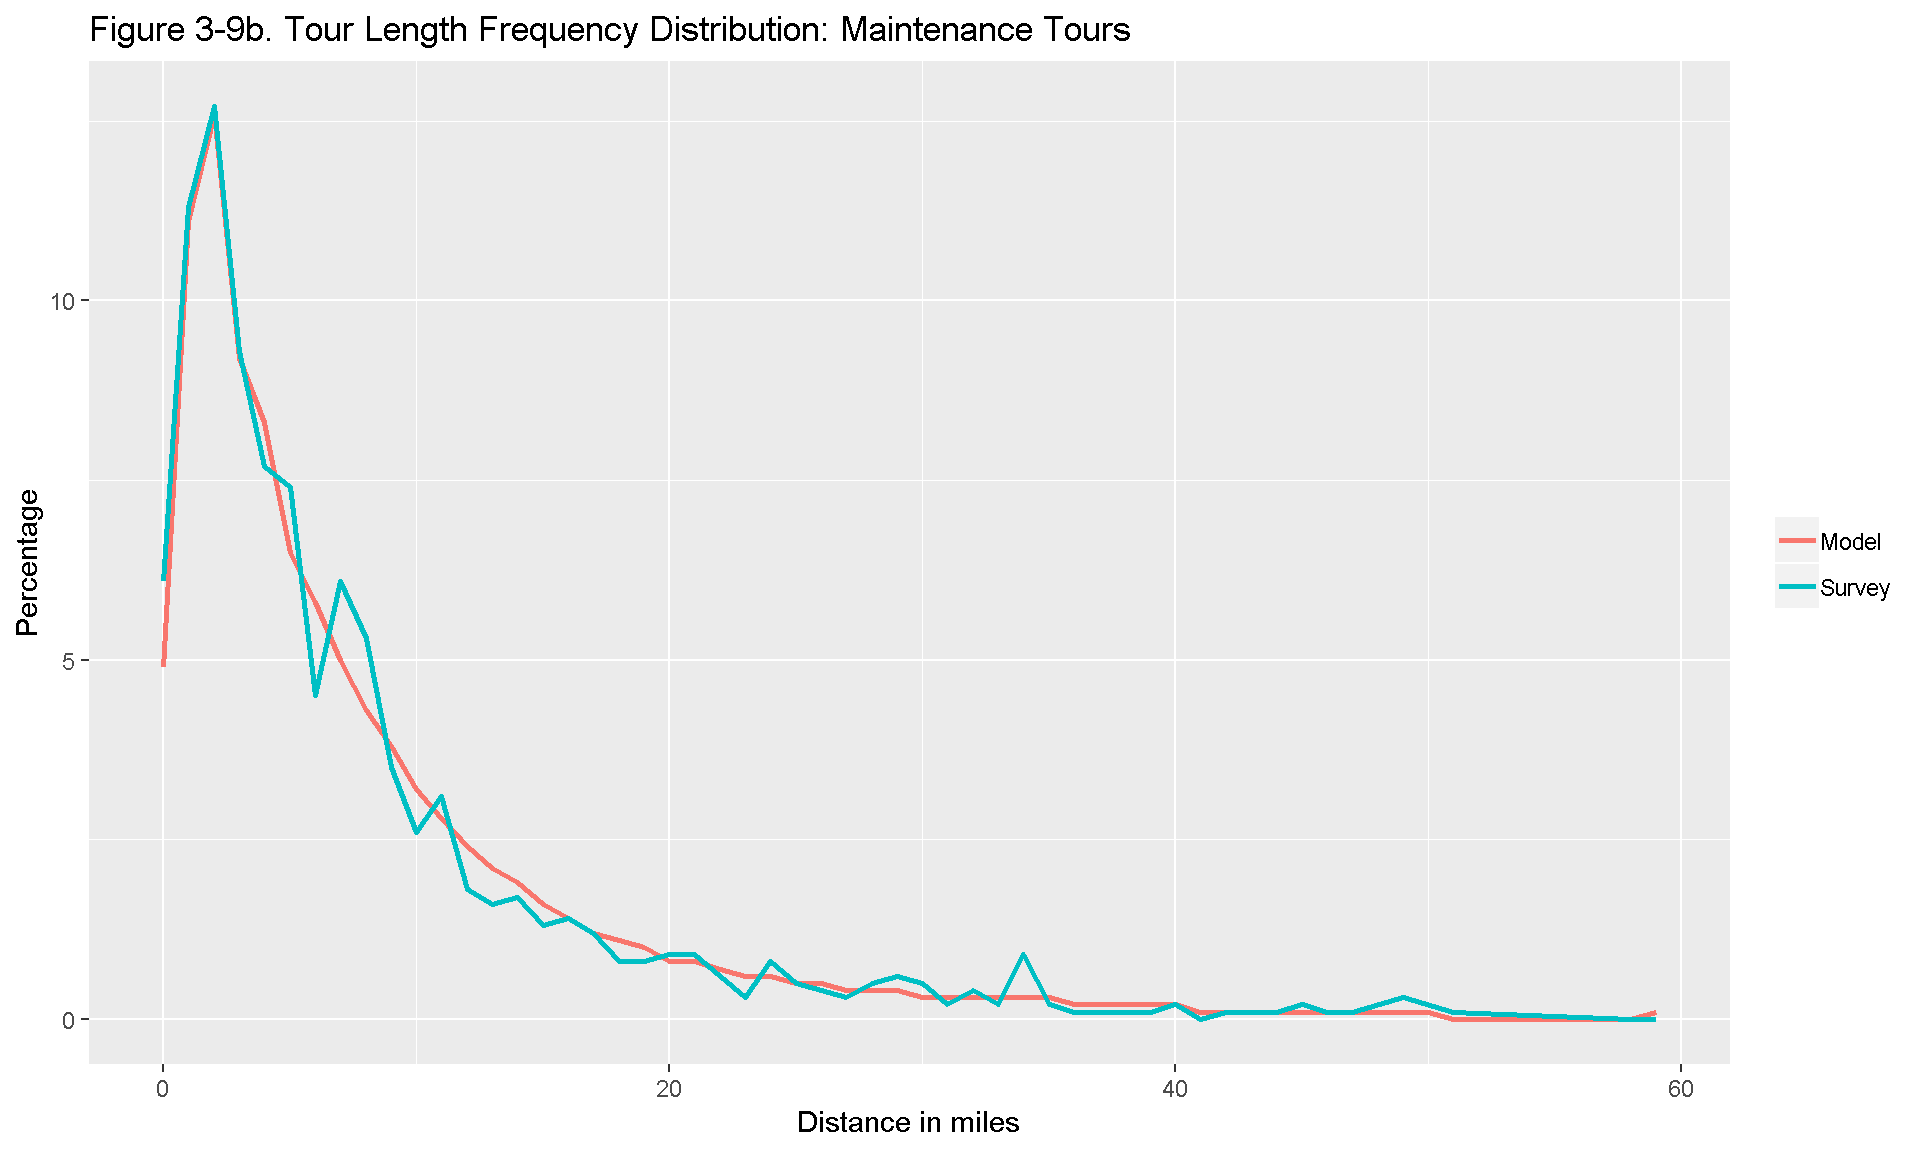 Figure 3-9b. Tour Length Frequency Distribution: Maintenance Tours
Percentage
10
5
0
0 20 40 60
Distance in miles
Model
Survey